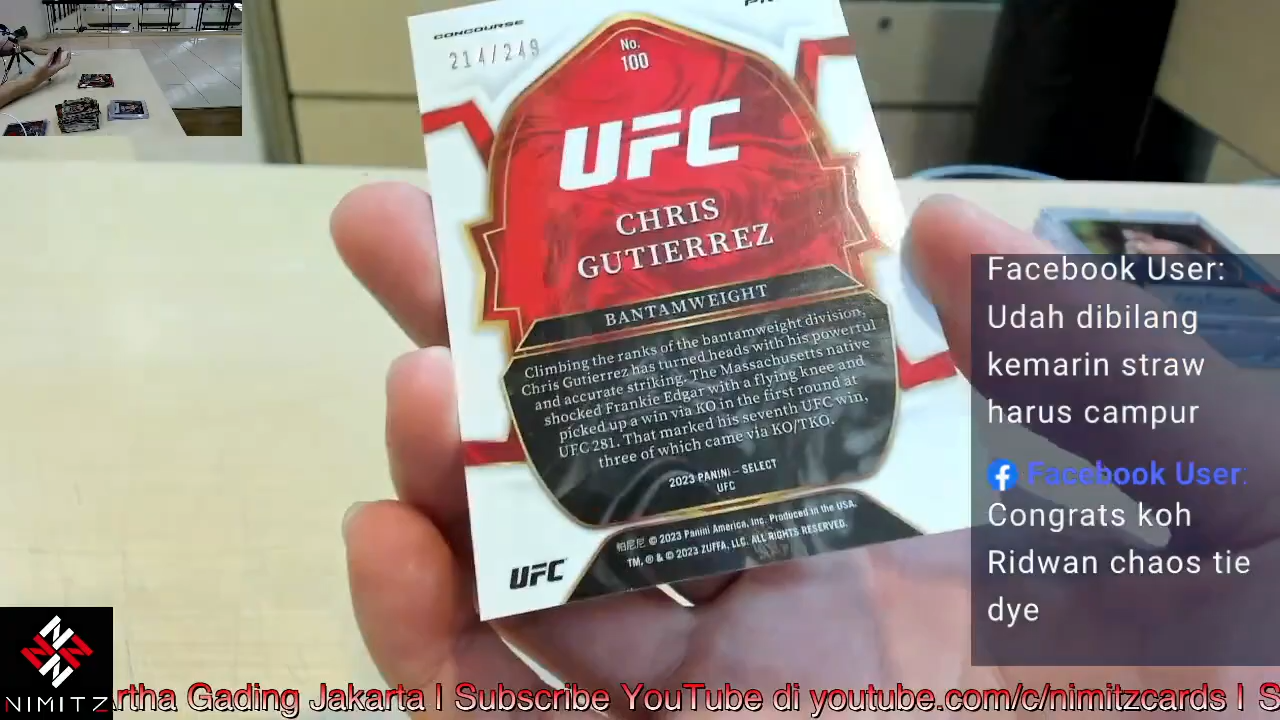 CONCOURSE
214/249
No.
100
UFC
CHRIS
GUTIERREZ
BANTAMWEIGHT
Climbing the ranks of the bantamweight division,
Chris Gutierrez has turned heads with his powerful
and accurate striking. The Massachusetts native
shocked Frankie Edgar with a flying knee and
picked up a win via KO in the first round at
UFC 281. That marked his seventh UFC win,
three of which came via KO/TKO.
2023 PANINI – SELECT
UFC
帕尼尼 © 2023 Panini America, Inc. Produced in the USA.
TM, ® & © 2023 ZUFFA, LLC. ALL RIGHTS RESERVED.
UFC
Facebook User:
Udah dibilang
kemarin straw
harus campur
Facebook User:
Congrats koh
Ridwan chaos tie
dye
NIMITZ
Artha Gading Jakarta | Subscribe YouTube di youtube.com/c/nimitzcards | S